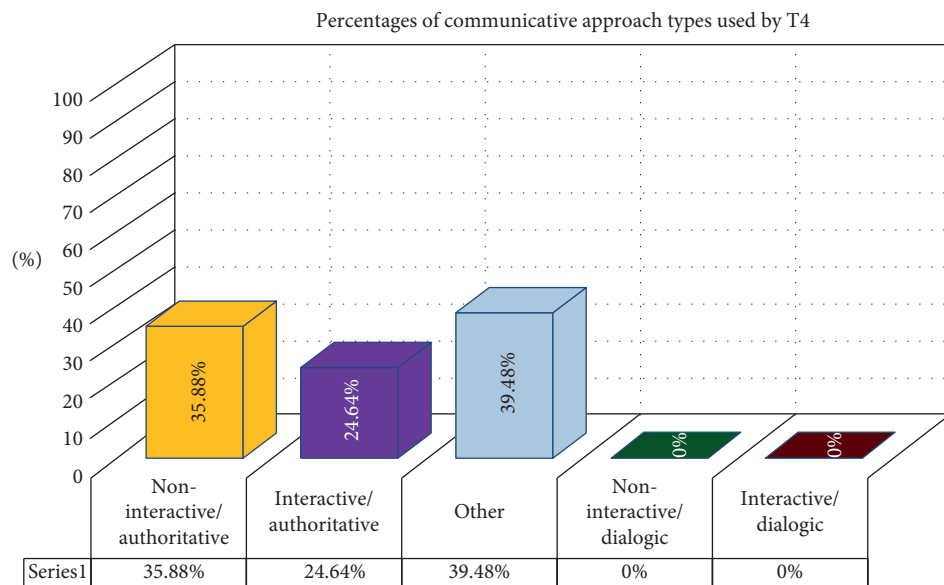 Percentages of communicative approach types used by T4
100
90
80
70
60
(%)
50
40
30
20
10
0
35.88%
24.64%
39.48%
0%
0%
Non-
interactive/
authoritative
Interactive/
authoritative
Other
Non-
interactive/
dialogic
Interactive/
dialogic
Series1 35.88% 24.64% 39.48% 0% 0%